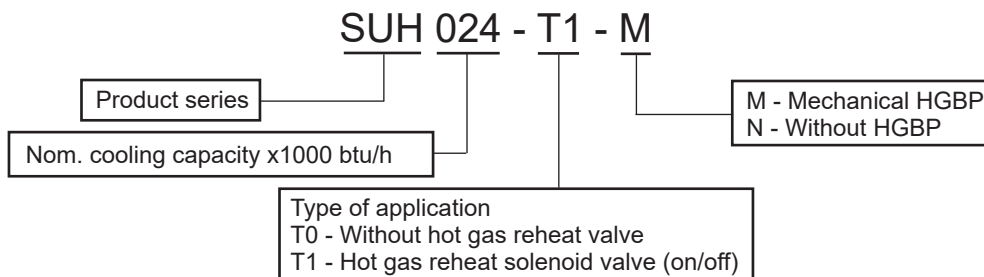 SUH 024 - T1 - M
Product series
M - Mechanical HGBP
N - Without HGBP
Nom. cooling capacity x1000 btu/h
Type of application
T0 - Without hot gas reheat valve
T1 - Hot gas reheat solenoid valve (on/off)